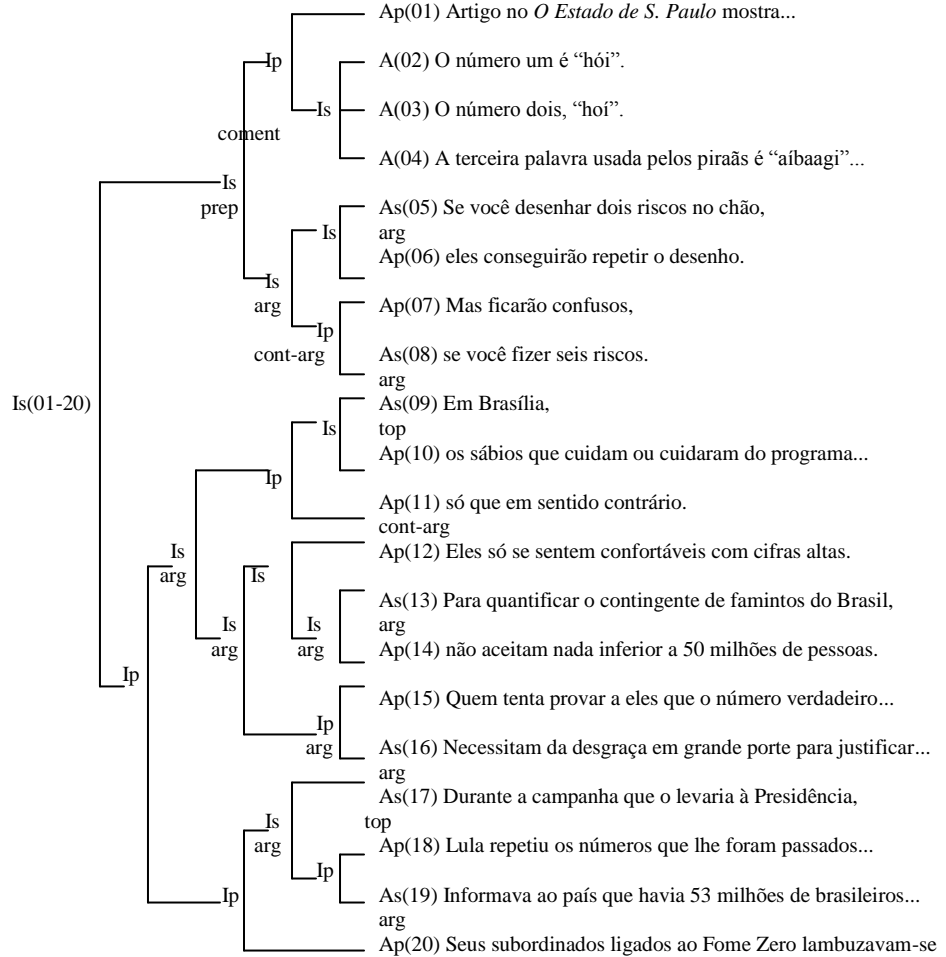 Ap(01) Artigo no O Estado de S. Paulo mostra...
Ip
A(02) O número um é “hói”.
Is
A(03) O número dois, “hoí”.
coment
A(04) A terceira palavra usada pelos piraãs é “aíbaagi”...
Is
prep
As(05) Se você desenhar dois riscos no chão,
Is
arg
Ap(06) eles conseguirão repetir o desenho.
Is
arg
Ap(07) Mas ficarão confusos,
Ip
cont-arg
As(08) se você fizer seis riscos.
arg
Is(01-20)
As(09) Em Brasília,
Is
top
Ap(10) os sábios que cuidam ou cuidaram do programa...
Ip
Ap(11) só que em sentido contrário.
cont-arg
Is
arg
Ap(12) Eles só se sentem confortáveis com cifras altas.
Is
As(13) Para quantificar o contingente de famintos do Brasil,
arg
Is
arg
Is
arg
Ap(14) não aceitam nada inferior a 50 milhões de pessoas.
Ip
Ap(15) Quem tenta provar a eles que o número verdadeiro...
Ip
arg
As(16) Necessitam da desgraça em grande porte para justificar...
arg
As(17) Durante a campanha que o levaria à Presidência,
top
Is
arg
Ap(18) Lula repetiu os números que lhe foram passados...
Ip
Ip
As(19) Informava ao país que havia 53 milhões de brasileiros...
arg
Ap(20) Seus subordinados ligados ao Fome Zero lambuzavam-se